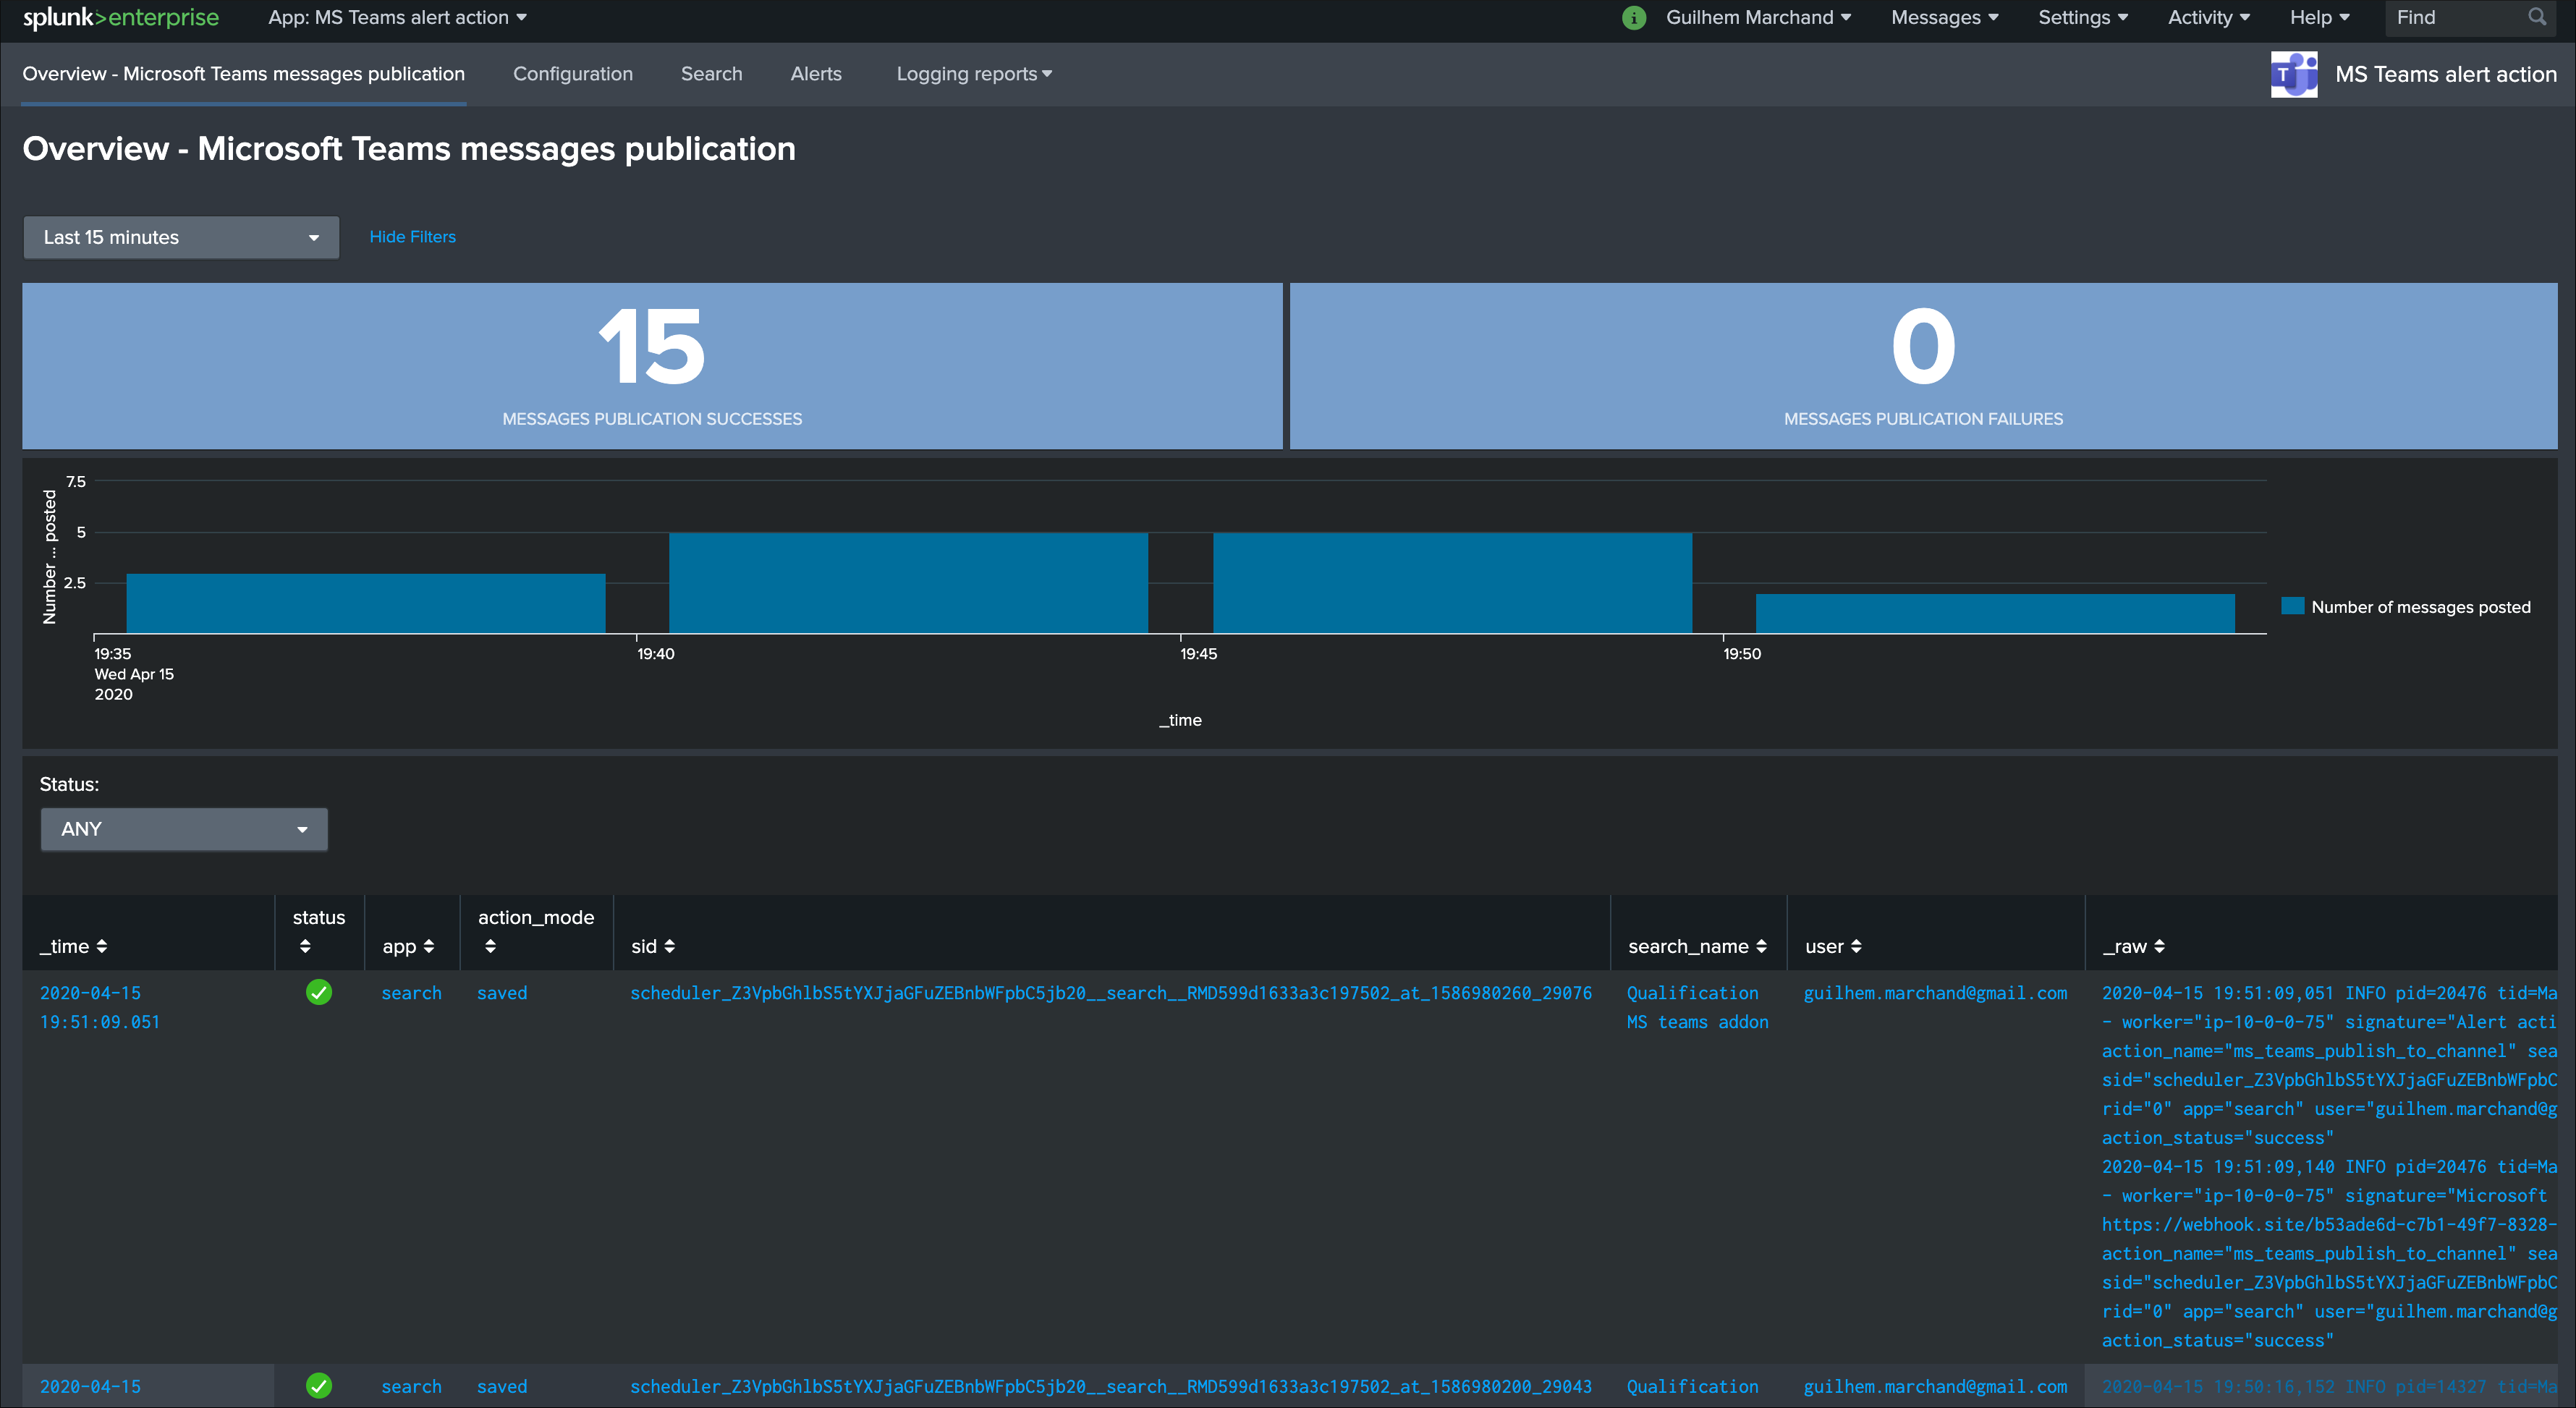 splunk>enterprise App: MS Teams alert action Guilhem Marchand Messages Settings Activity Help Find
Overview - Microsoft Teams messages publication Configuration Search Alerts Logging reports MS Teams alert action
Overview - Microsoft Teams messages publication
Last 15 minutes Hide Filters
15 0
MESSAGES PUBLICATION SUCCESSES MESSAGES PUBLICATION FAILURES
Number ... posted
7.5
5
2.5
Number of messages posted
19:35 19:40 19:45 19:50
Wed Apr 15
2020
_time
Status:
ANY
_time status app action_mode sid search_name user _raw
2020-04-15 search saved scheduler_Z3VpbGhlbS5tYXJjaGFuZEBnbWFpbC5jb20__search__RMD599d1633a3c197502_at_1586980260_29076 Qualification guilhem.marchand@gmail.com 2020-04-15 19:51:09,051 INFO pid=20476 tid=Ma
19:51:09.051 MS teams addon - worker="ip-10-0-0-75" signature="Alert acti
action_name="ms_teams_publish_to_channel" sea
sid="scheduler_Z3VpbGhlbS5tYXJjaGFuZEBnbWFpbC
rid="0" app="search" user="guilhem.marchand@g
action_status="success"
2020-04-15 19:51:09,140 INFO pid=20476 tid=Ma
- worker="ip-10-0-0-75" signature="Microsoft
https://webhook.site/b53ade6d-c7b1-49f7-8328-
action_name="ms_teams_publish_to_channel" sea
sid="scheduler_Z3VpbGhlbS5tYXJjaGFuZEBnbWFpbC
rid="0" app="search" user="guilhem.marchand@g
action_status="success"
2020-04-15 search saved scheduler_Z3VpbGhlbS5tYXJjaGFuZEBnbWFpbC5jb20__search__RMD599d1633a3c197502_at_1586980200_29043 Qualification guilhem.marchand@gmail.com 2020-04-15 19:50:16,152 INFO pid=14327 tid=Ma